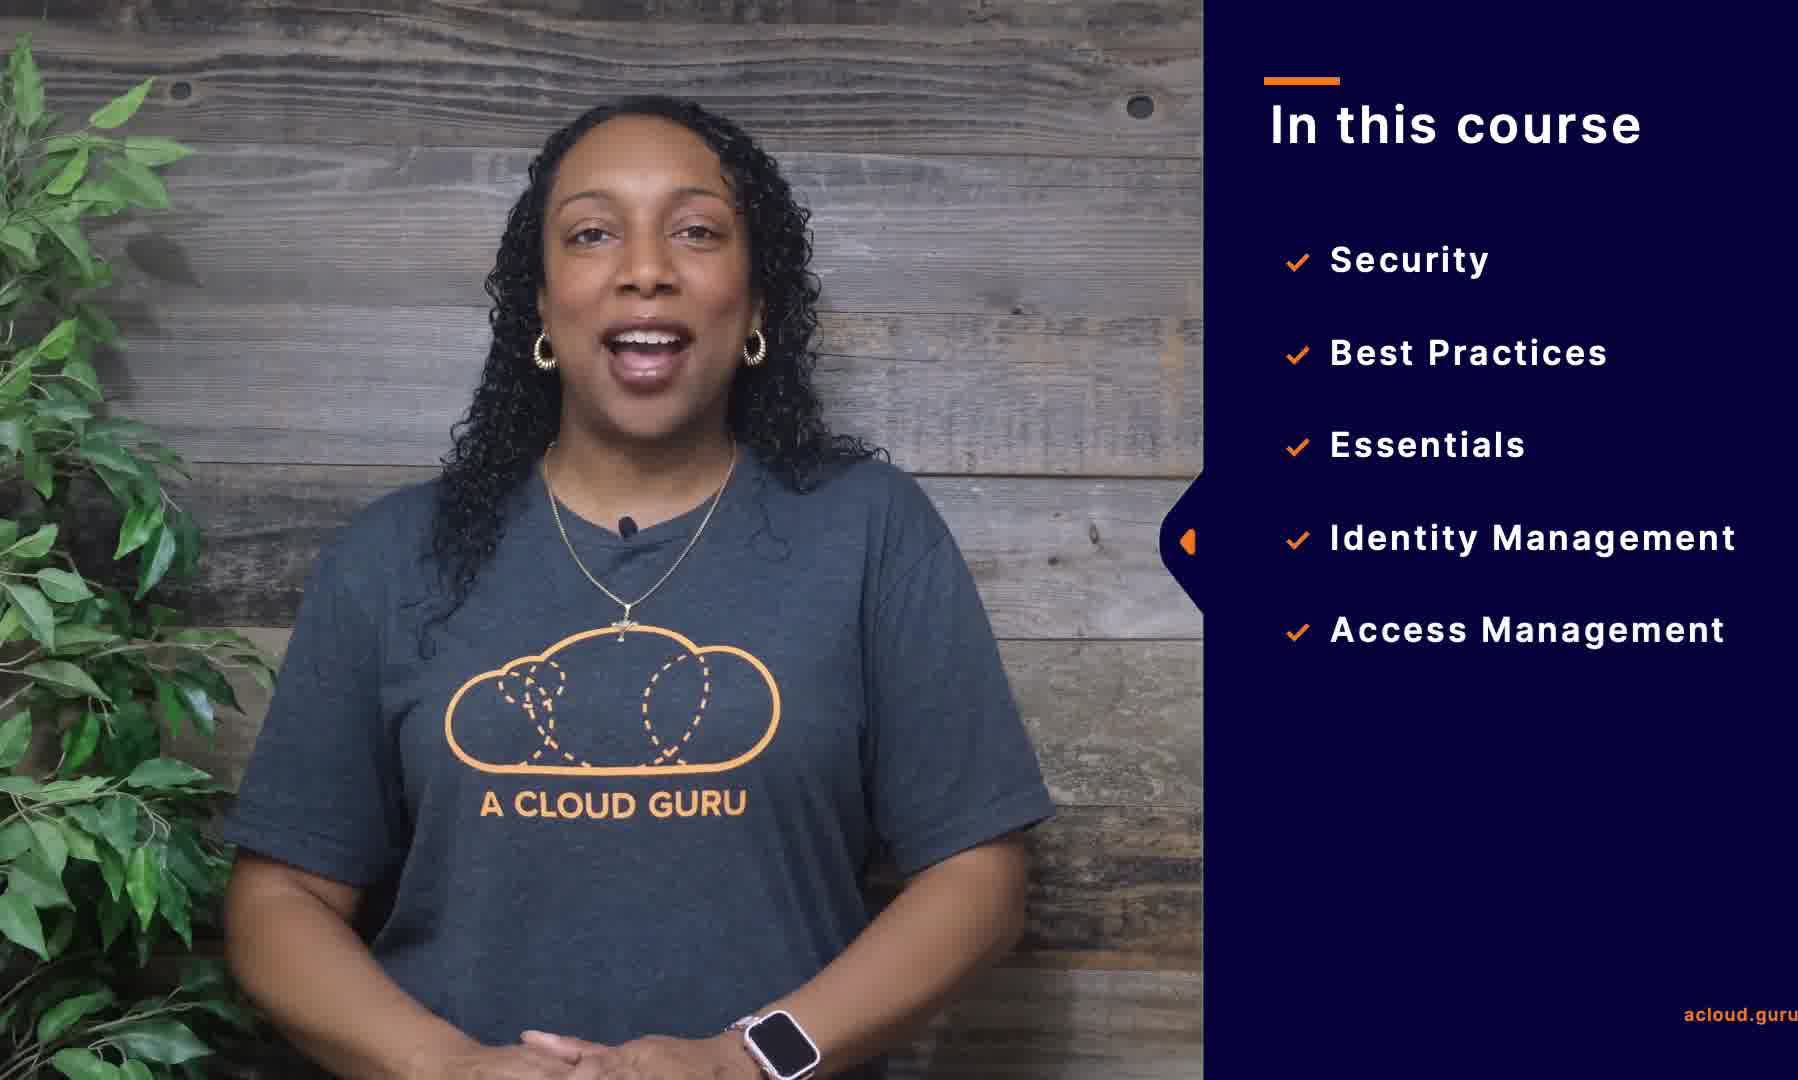 In this course
Security
Best Practices
Essentials
Identity Management
Access Management
A CLOUD GURU
acloud.guru